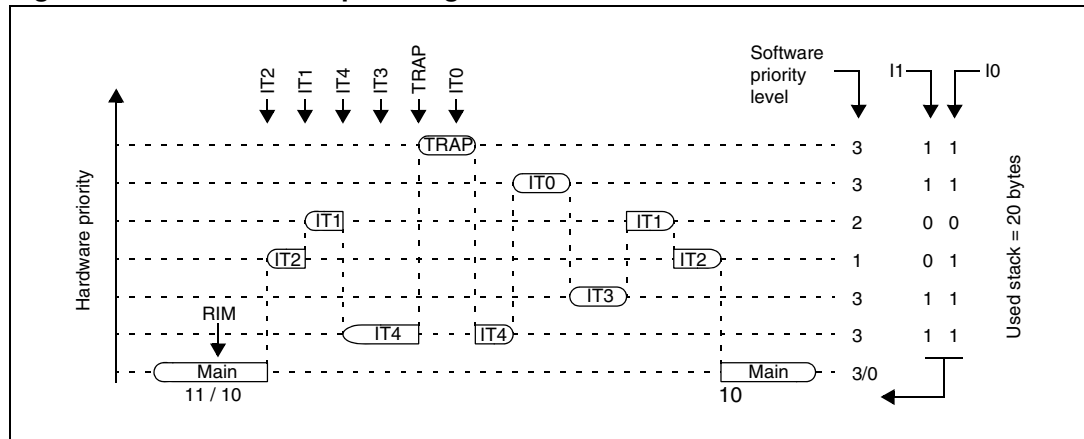 IT2
IT1
IT4
IT3
TRAP
IT0
Software
priority
level
I1
I0
Hardware priority
TRAP
3
1 1
IT0
3
1 1
IT1
IT1
2
0 0
IT2
IT2
1
0 1
IT3
3
1 1
RIM
IT4
IT4
3
1 1
Main
Main
3/0
11 / 10
10
Used stack = 20 bytes